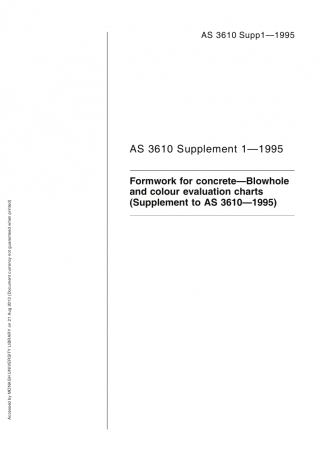 AS 3610 Supp1—1995
AS 3610 Supplement 1—1995
Formwork for concrete—Blowhole
and colour evaluation charts
(Supplement to AS 3610—1995)
Accessed by MONASH UNIVERSITY LIBRARY on 21 Aug 2013 (Document currency not guaranteed when printed)